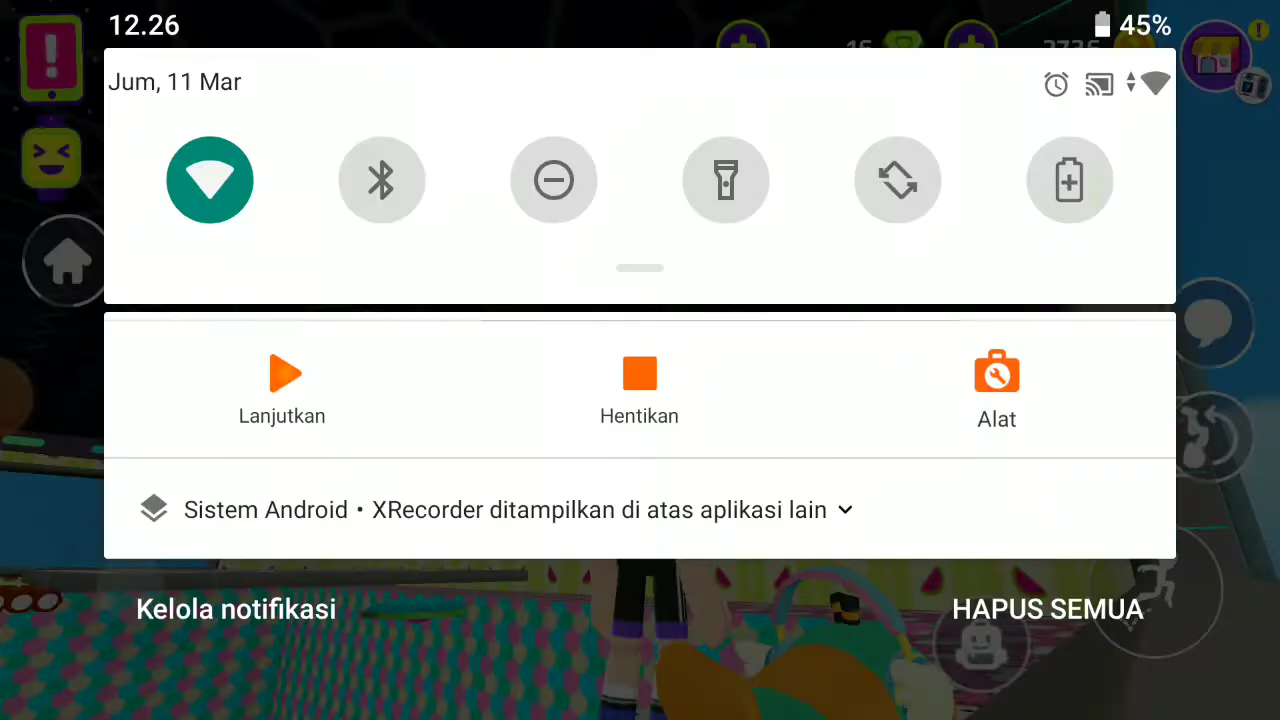 12.26
45%
Jum, 11 Mar
Lanjutkan
Hentikan
Alat
Sistem Android • XRecorder ditampilkan di atas aplikasi lain
Kelola notifikasi
HAPUS SEMUA